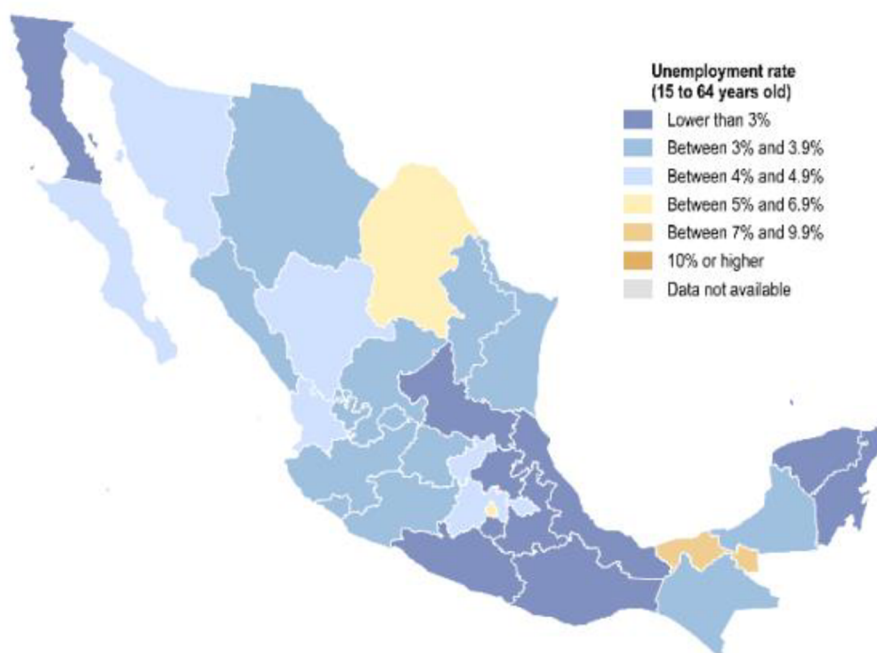 Unemployment rate
(15 to 64 years old)
Lower than 3%
Between 3% and 3.9%
Between 4% and 4.9%
Between 5% and 6.9%
Between 7% and 9.9%
10% or higher
Data not available